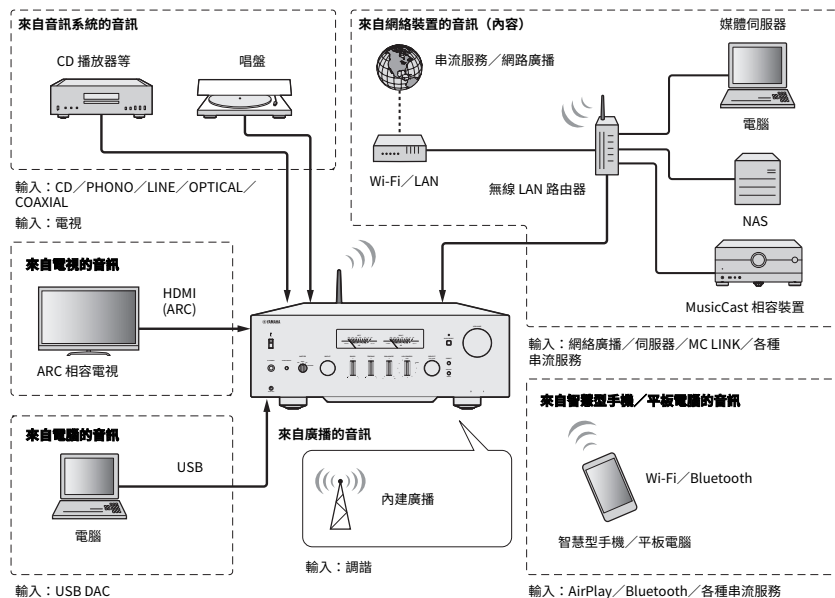 來自音訊系統的音訊
CD 播放器等
唱盤
輸入：CD／PHONO／LINE／OPTICAL／
COAXIAL
輸入：電視
來自網絡裝置的音訊（內容）
串流服務／網路廣播
媒體伺服器
電腦
Wi-Fi／LAN
無線 LAN 路由器
NAS
MusicCast 相容裝置
輸入：網絡廣播／伺服器／MC LINK／各種
串流服務
來自電視的音訊
HDMI
(ARC)
ARC 相容電視
YAMAHA
來自電腦的音訊
USB
電腦
輸入：USB DAC
來自廣播的音訊
內建廣播
輸入：調諧
來自智慧型手機／平板電腦的音訊
Wi-Fi／Bluetooth
智慧型手機／平板電腦
輸入：AirPlay／Bluetooth／各種串流服務